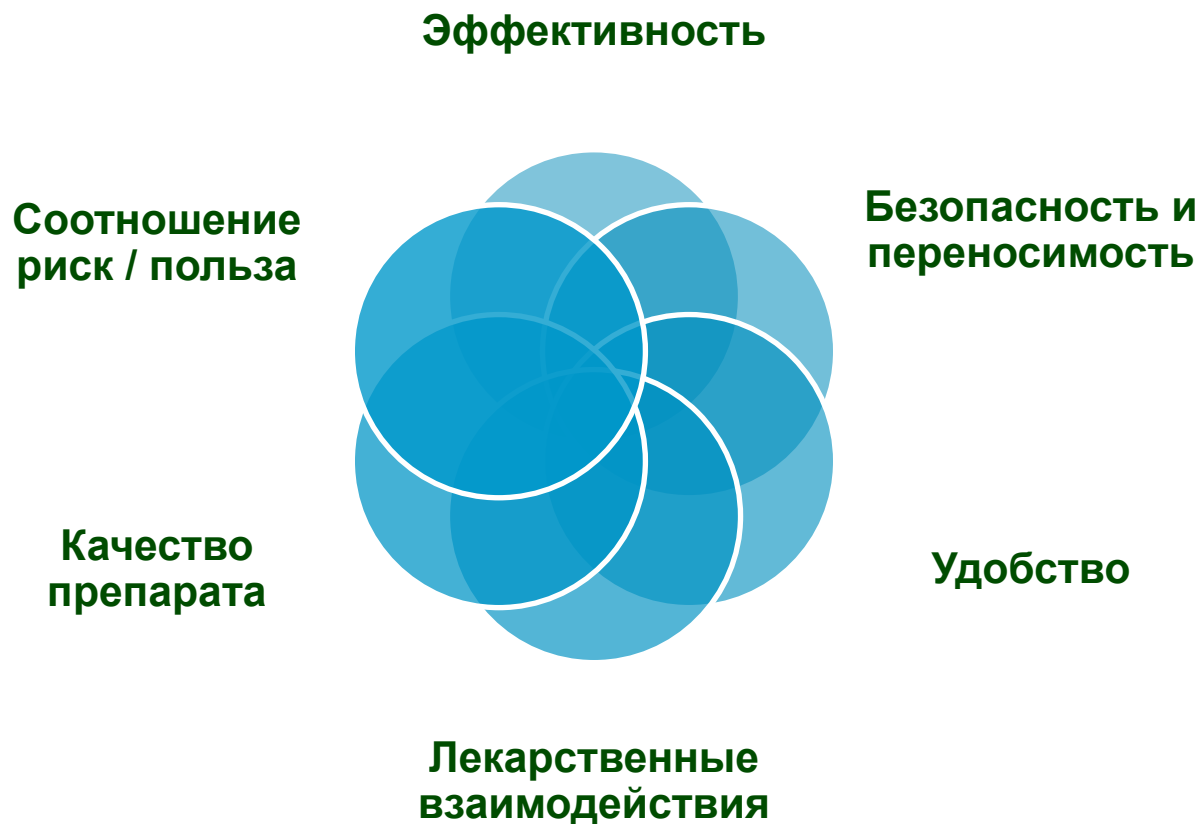 Эффективность
Безопасность и
переносимость
Удобство
Лекарственные
взаимодействия
Качество
препарата
Соотношение
риск / польза